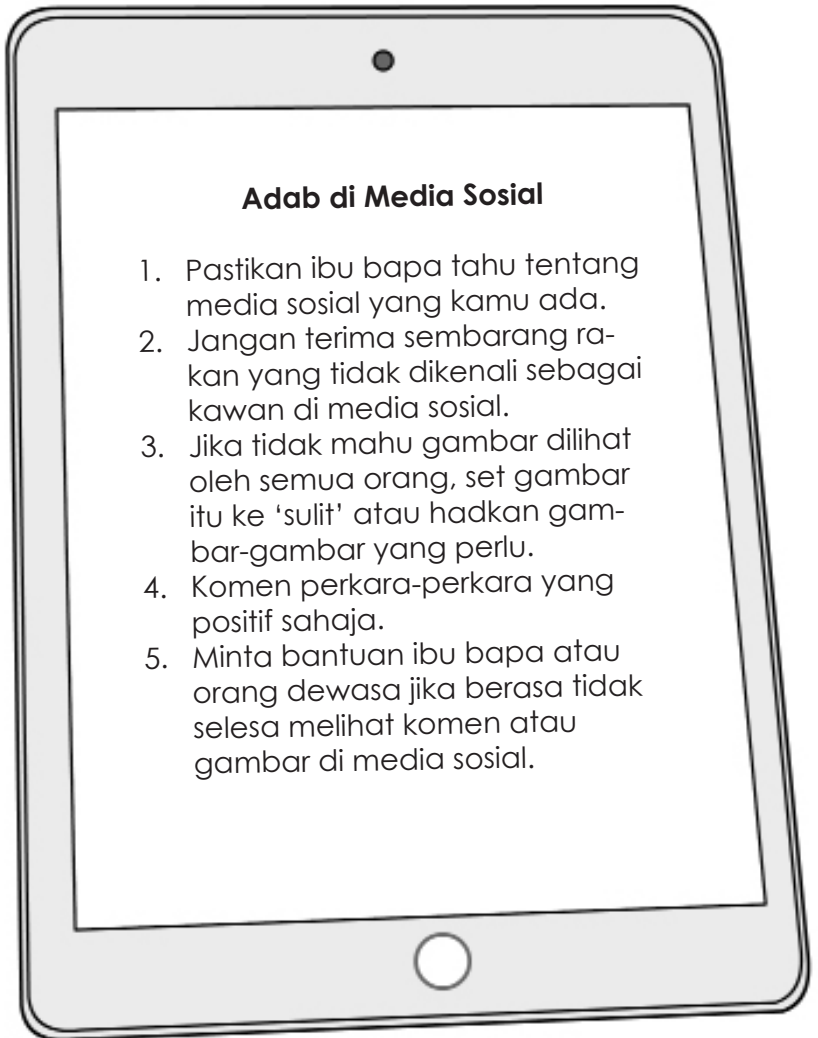 Adab di Media Sosial
1. Pastikan ibu bapa tahu tentang
media sosial yang kamu ada.
2. Jangan terima sembarang ra-
kan yang tidak dikenali sebagai
kawan di media sosial.
3. Jika tidak mahu gambar dilihat
oleh semua orang, set gambar
itu ke ‘sulit’ atau hadkan gam-
bar-gambar yang perlu.
4. Komen perkara-perkara yang
positif sahaja.
5. Minta bantuan ibu bapa atau
orang dewasa jika berasa tidak
selesa melihat komen atau
gambar di media sosial.